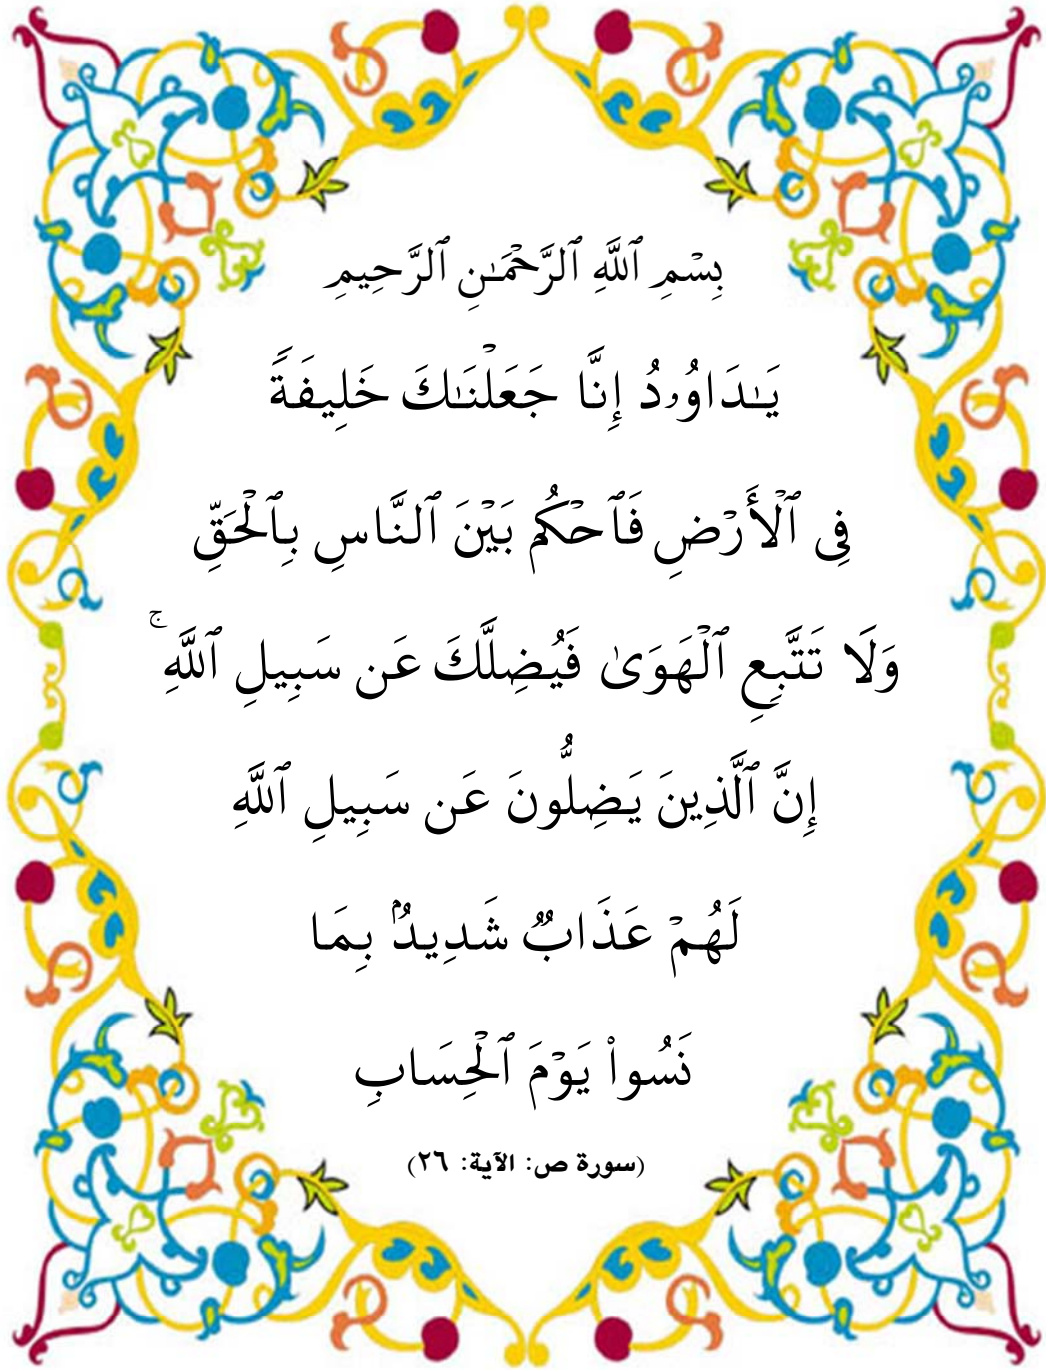 بِسۡمِ ٱللَّهِ ٱلرَّحۡمَـٰنِ ٱلرَّحِيمِ
يَـٰدَاوُۥدُ إِنَّا جَعَلۡنَـٰكَ خَلِيفَةً
فِى ٱلۡأَرۡضِ فَٱحۡكُم بَيۡنَ ٱلنَّاسِ بِٱلۡحَقِّ
وَلَا تَتَّبِعِ ٱلۡهَوَىٰ فَيُضِلَّكَ عَن سَبِيلِ ٱللَّهِ ۚ
إِنَّ ٱلَّذِينَ يَضِلُّونَ عَن سَبِيلِ ٱللَّهِ
لَهُمۡ عَذَابٌ شَدِيدُۢ بِمَا
نَسُوا۟ يَوۡمَ ٱلۡحِسَابِ
(سورة ص: الآية: ٢٦)